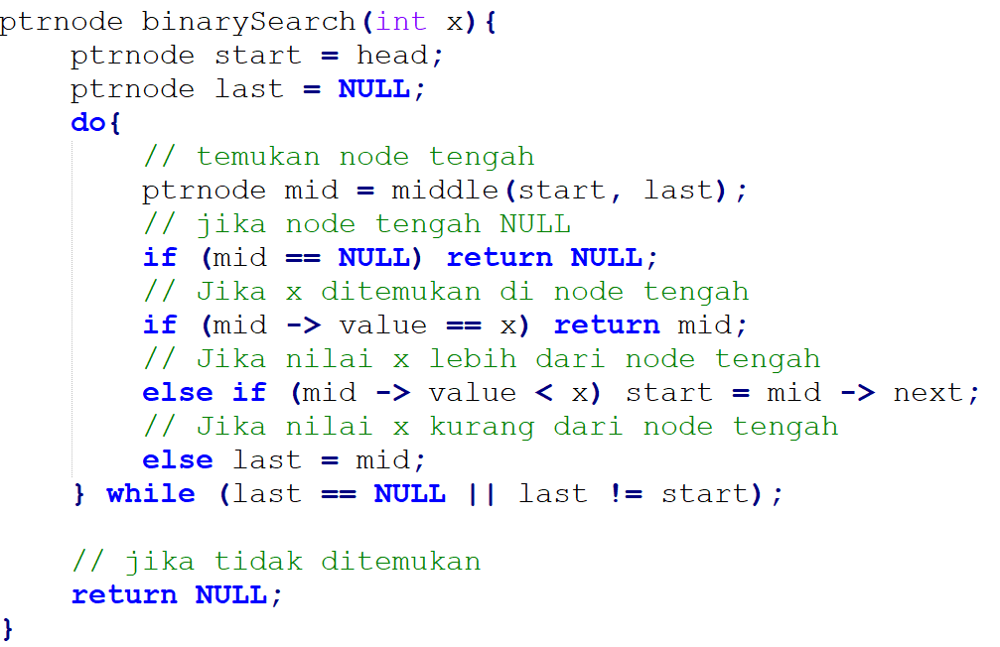 ptrnode binarySearch(int x){
    ptrnode start = head;
    ptrnode last = NULL;
    do{
        // temukan node tengah
        ptrnode mid = middle(start, last);
        // jika node tengah NULL
        if (mid == NULL) return NULL;
        // Jika x ditemukan di node tengah
        if (mid -> value == x) return mid;
        // Jika nilai x lebih dari node tengah
        else if (mid -> value < x) start = mid -> next;
        // Jika nilai x kurang dari node tengah
        else last = mid;
    } while (last == NULL || last != start);

    // jika tidak ditemukan
    return NULL;
}